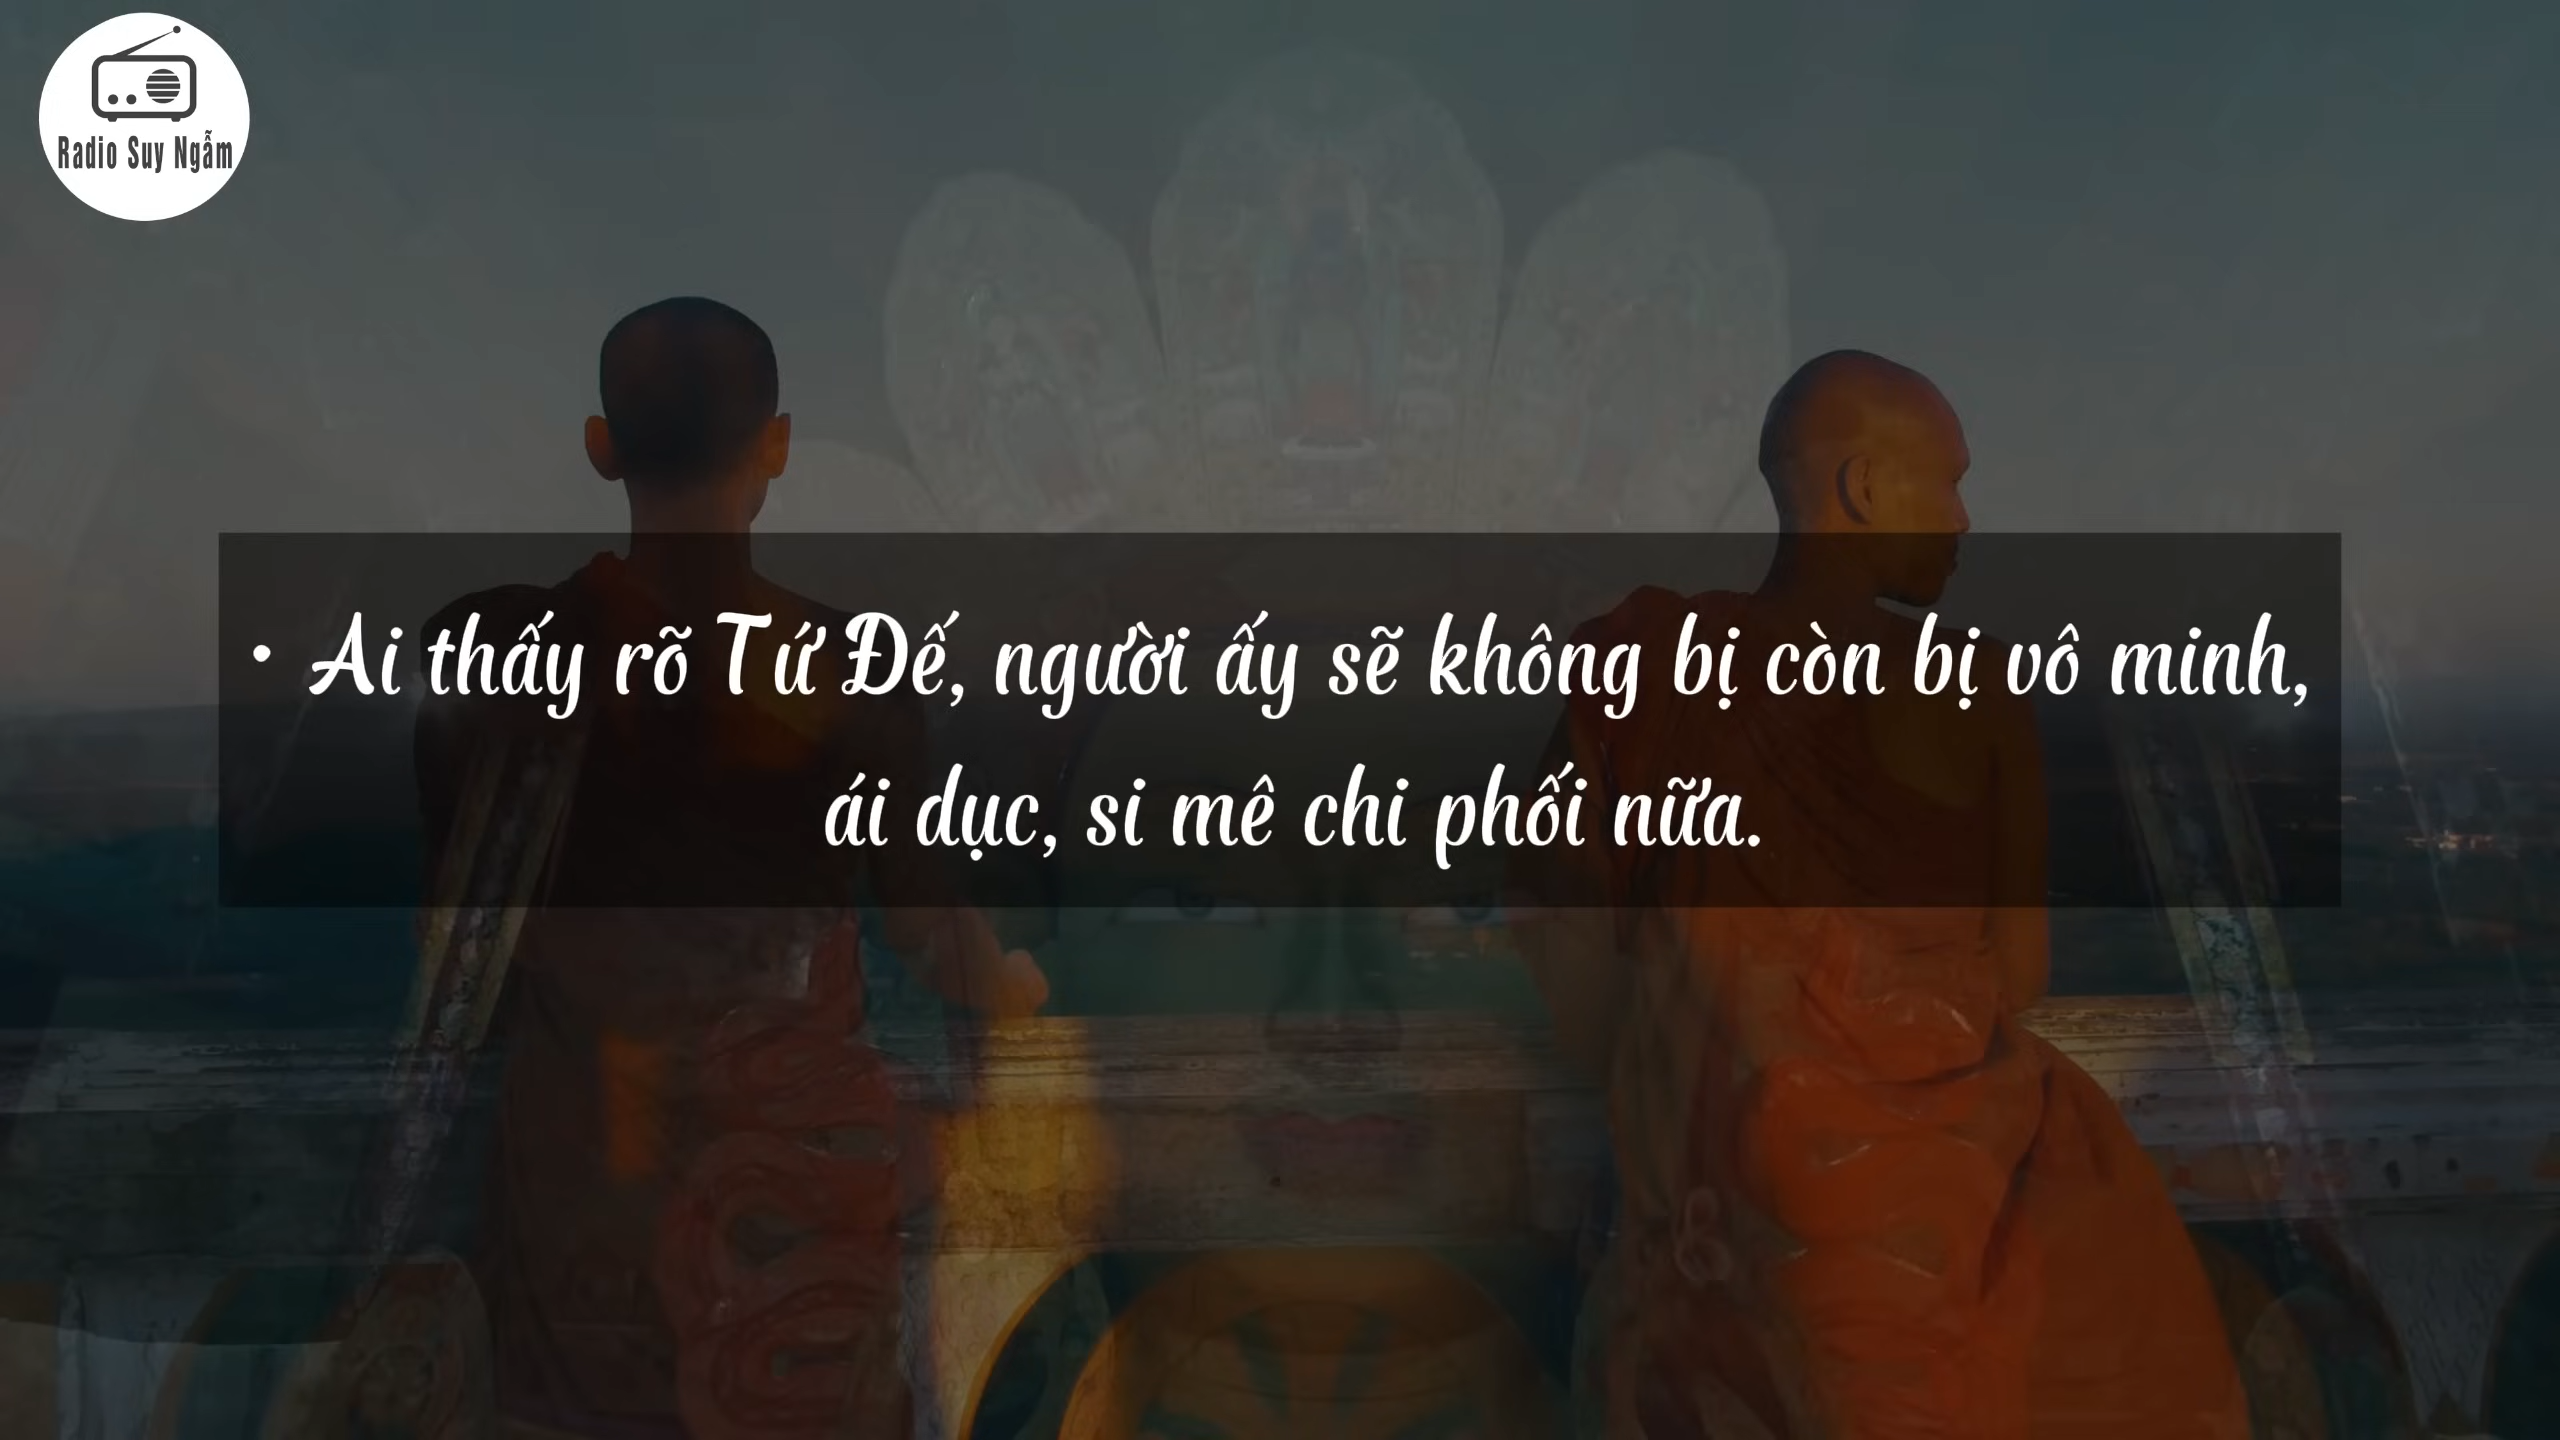 Radio Suy Ngẫm
• Ai thấy rõ Tứ Đế, người ấy sẽ không bị còn bị vô minh,
ái dục, si mê chi phối nữa.